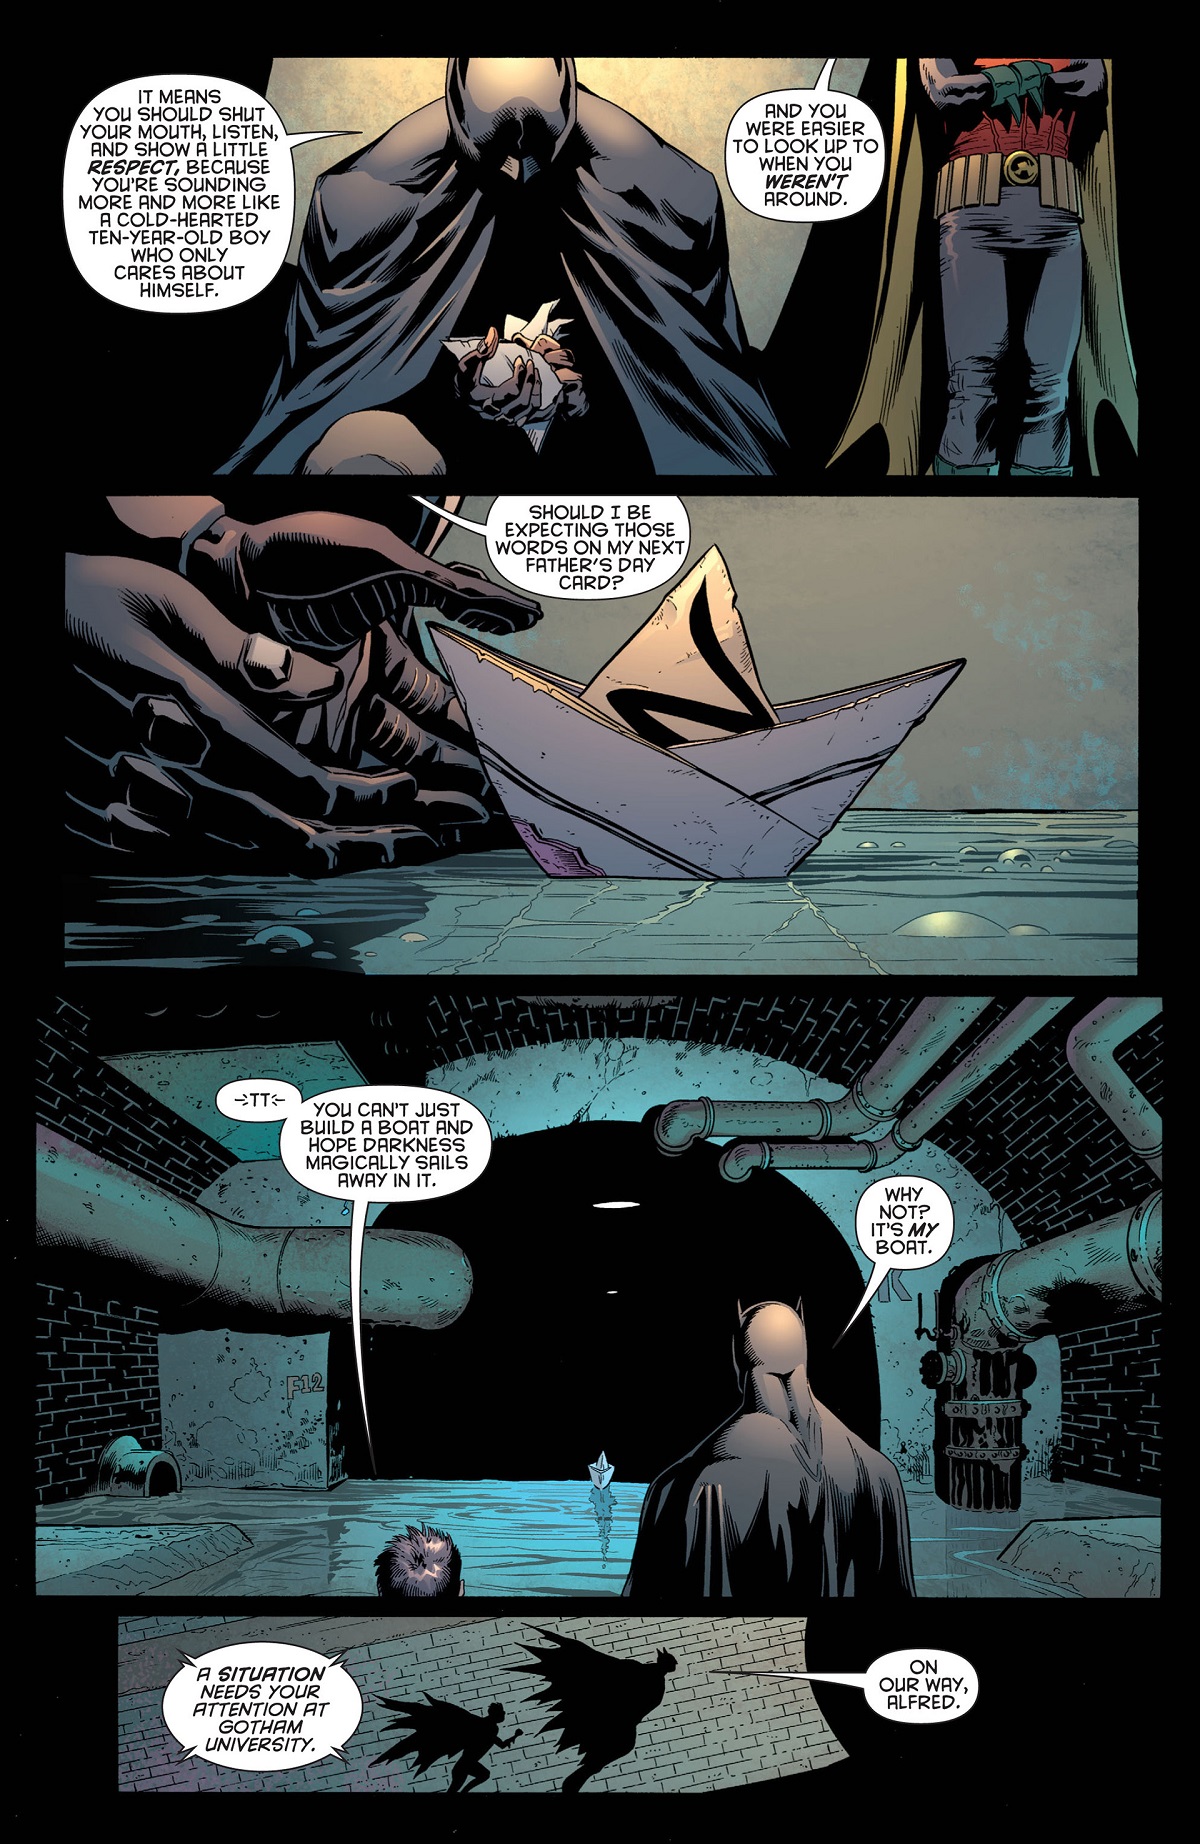 IT MEANS
YOU SHOULD SHUT
YOUR MOUTH, LISTEN,
AND SHOW A LITTLE
RESPECT, BECAUSE
YOU'RE SOUNDING
MORE AND MORE LIKE
A COLD-HEARTED
TEN-YEAR-OLD BOY
WHO ONLY
CARES ABOUT
HIMSELF.
AND YOU
WERE EASIER
TO LOOK UP TO
WHEN YOU
WEREN'T
AROUND.
SHOULD I BE
EXPECTING THOSE
WORDS ON MY NEXT
FATHER'S DAY
CARD?
TT
YOU CAN'T JUST
BUILD A BOAT AND
HOPE DARKNESS
MAGICALLY SAILS
AWAY IN IT.
WHY
NOT?
IT'S MY
BOAT.
F12
A SITUATION
NEEDS YOUR
ATTENTION AT
GOTHAM
UNIVERSITY.
ON
OUR WAY,
ALFRED.